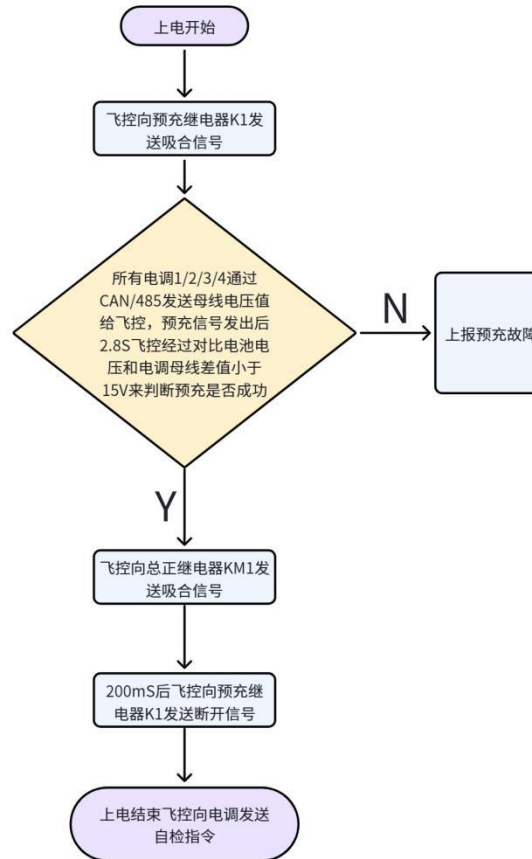 上电开始
飞控向预充继电器K1发
送吸合信号
所有电调1/2/3/4通过
CAN/485发送母线电压值
给飞控，预充信号发出后
2.8S飞控经过对比电池电
压和电调母线差值小于
15V来判断预充是否成功
N
上报预充故障
Y
飞控向总正继电器KM1发
送吸合信号
200mS后飞控向预充继
电器K1发送断开信号
上电结束飞控向电调发送
自检指令